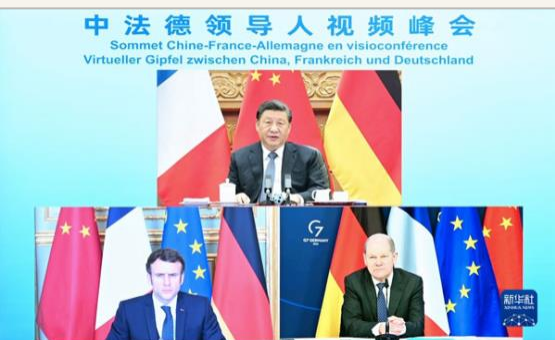 中法德领导人视频峰会
Sommet Chine-France-Allemagne en visioconférence
Virtueller Gipfel zwischen China, Frankreich und Deutschland
G7 GERMANY
新华社
XINHUA NEWS